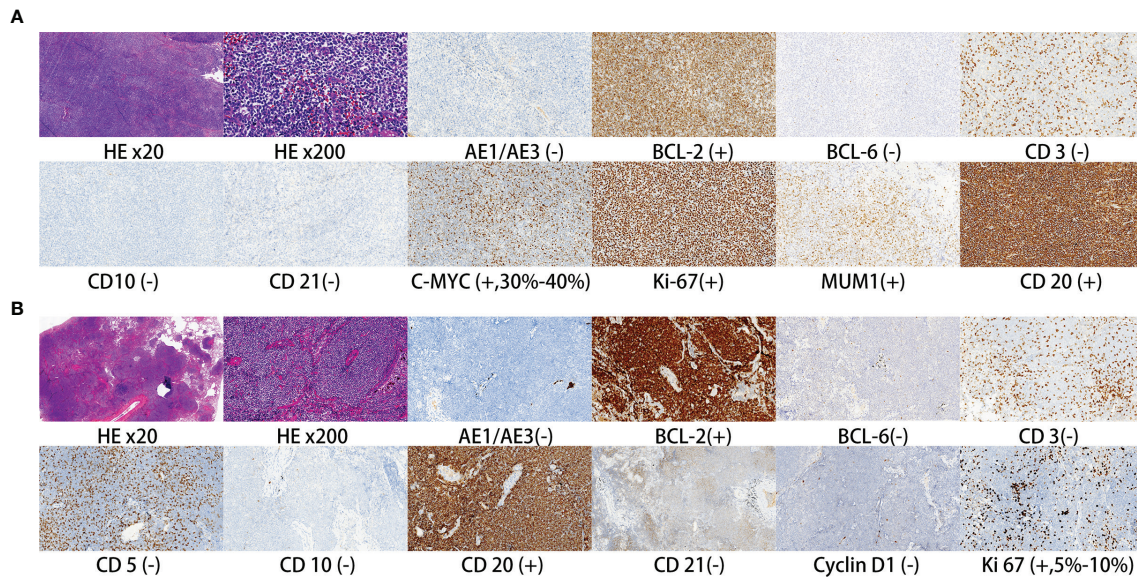 A
HE x20 HE x200 AE1/AE3 (-) BCL-2 (+) BCL-6 (-) CD 3 (-)
CD10 (-) CD 21(-) C-MYC (+,30%-40%) Ki-67(+) MUM1(+) CD 20 (+)
B
HE x20 HE x200 AE1/AE3(-) BCL-2(+) BCL-6(-) CD 3(-)
CD 5 (-) CD 10 (-) CD 20 (+) CD 21(-) Cyclin D1 (-) Ki 67 (+,5%-10%)